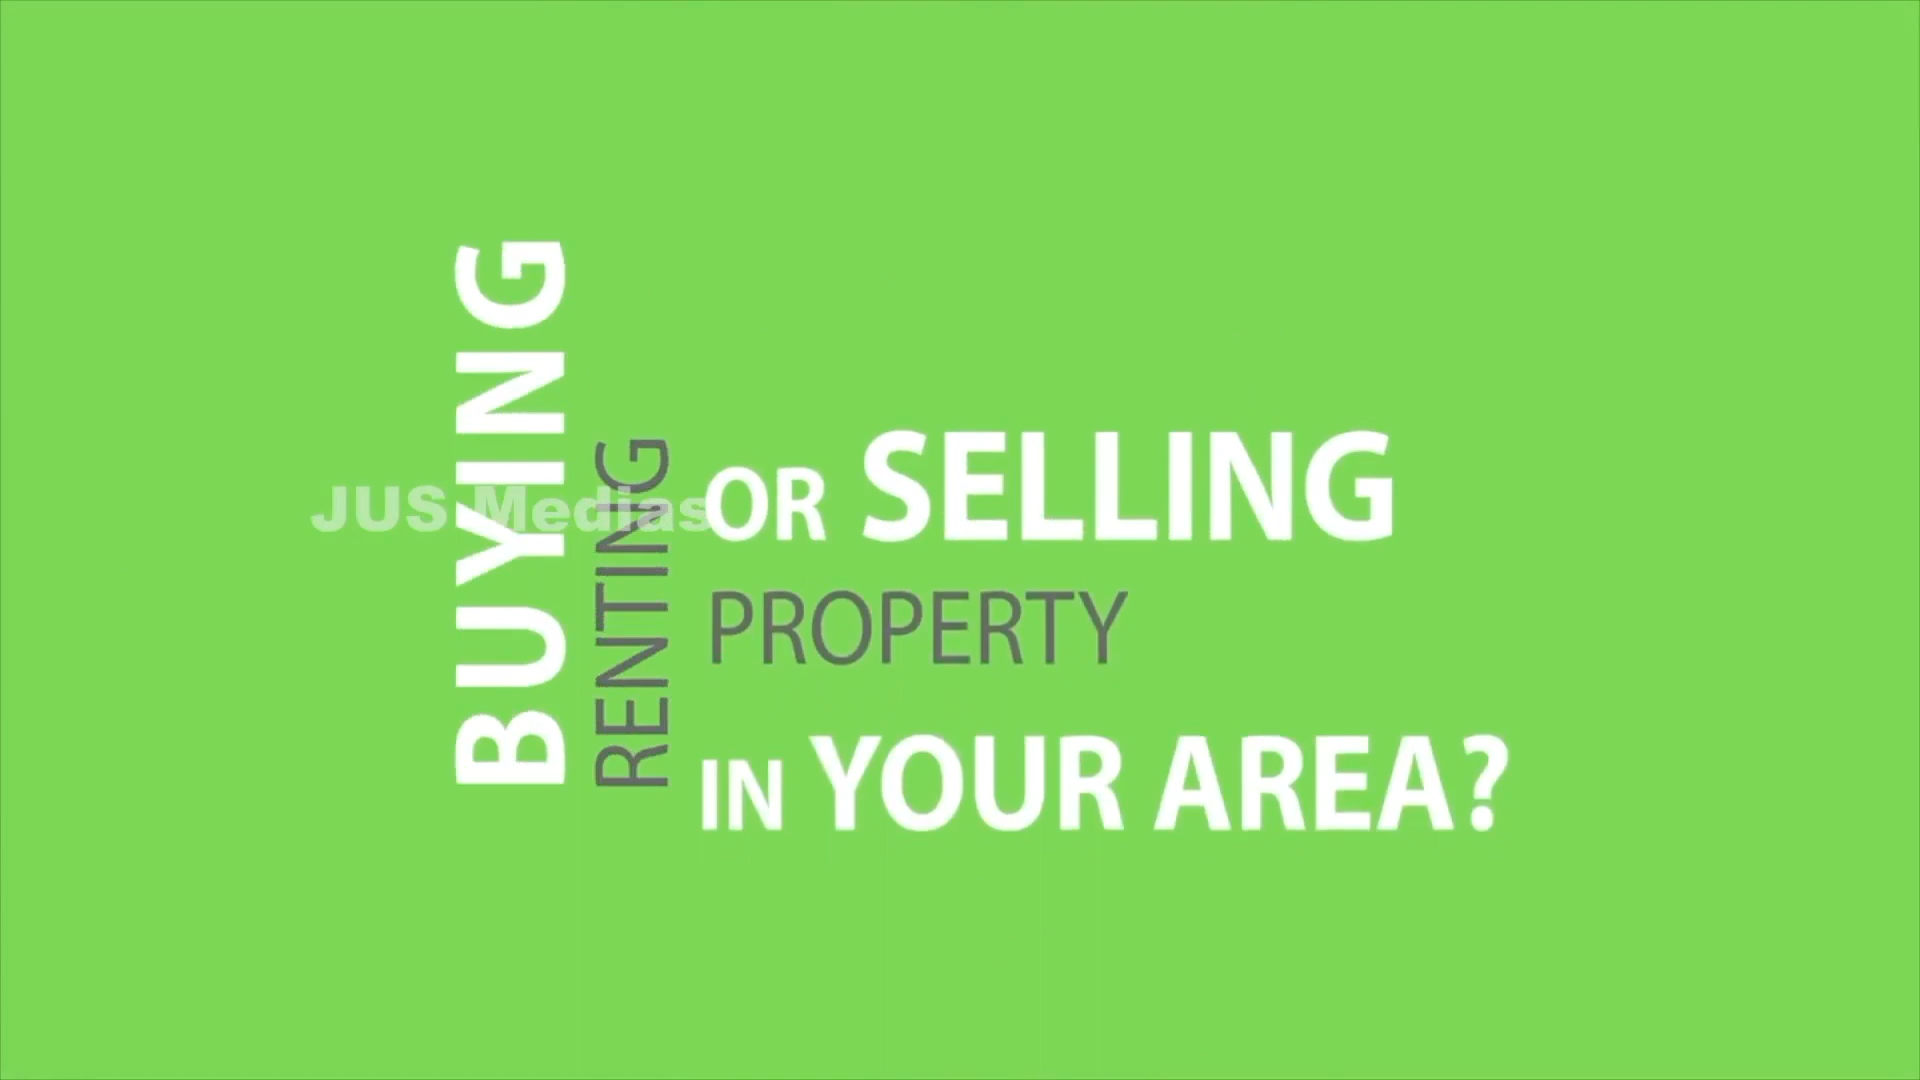 BUYING
RENTING
OR SELLING
PROPERTY
IN YOUR AREA?
JUS Medias